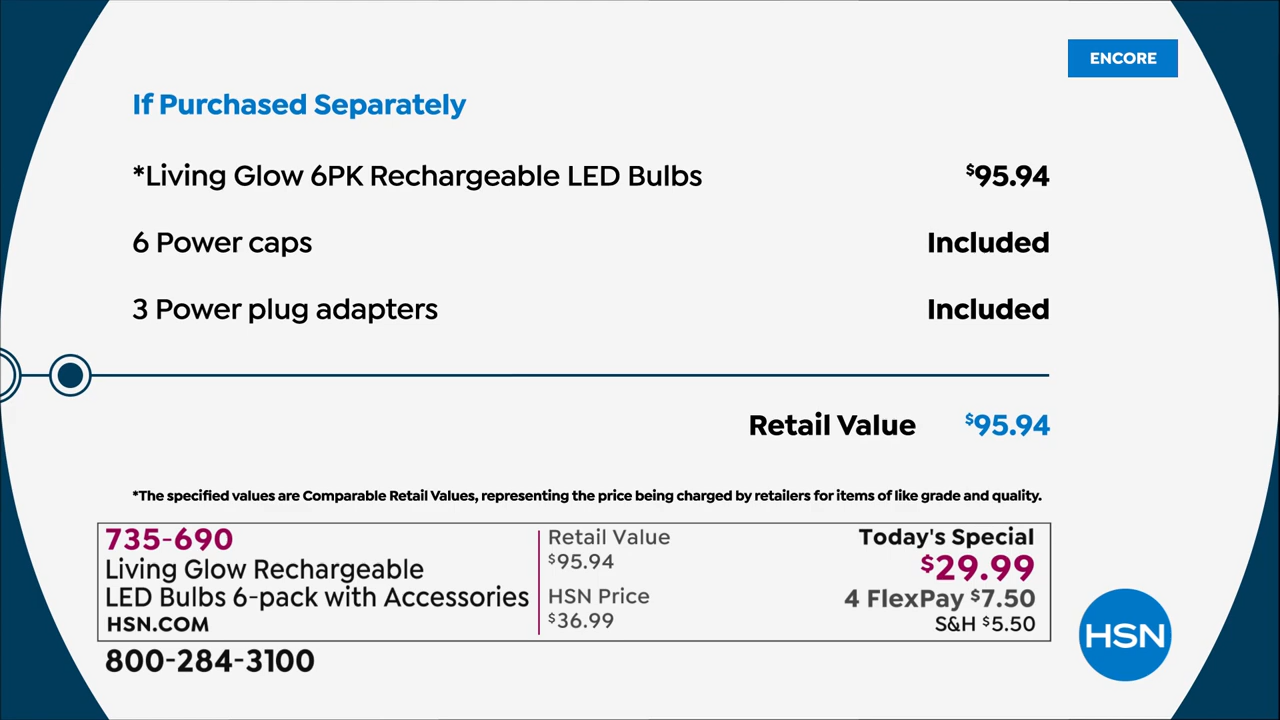 ENCORE
If Purchased Separately
*Living Glow 6PK Rechargeable LED Bulbs $95.94
6 Power caps Included
3 Power plug adapters Included
Retail Value $95.94
*The specified values are Comparable Retail Values, representing the price being charged by retailers for items of like grade and quality.
735-690
Living Glow Rechargeable
LED Bulbs 6-pack with Accessories
HSN.COM
Retail Value
$95.94
HSN Price
$36.99
Today's Special
$29.99
4 FlexPay $7.50
S&H $5.50
800-284-3100
HSN